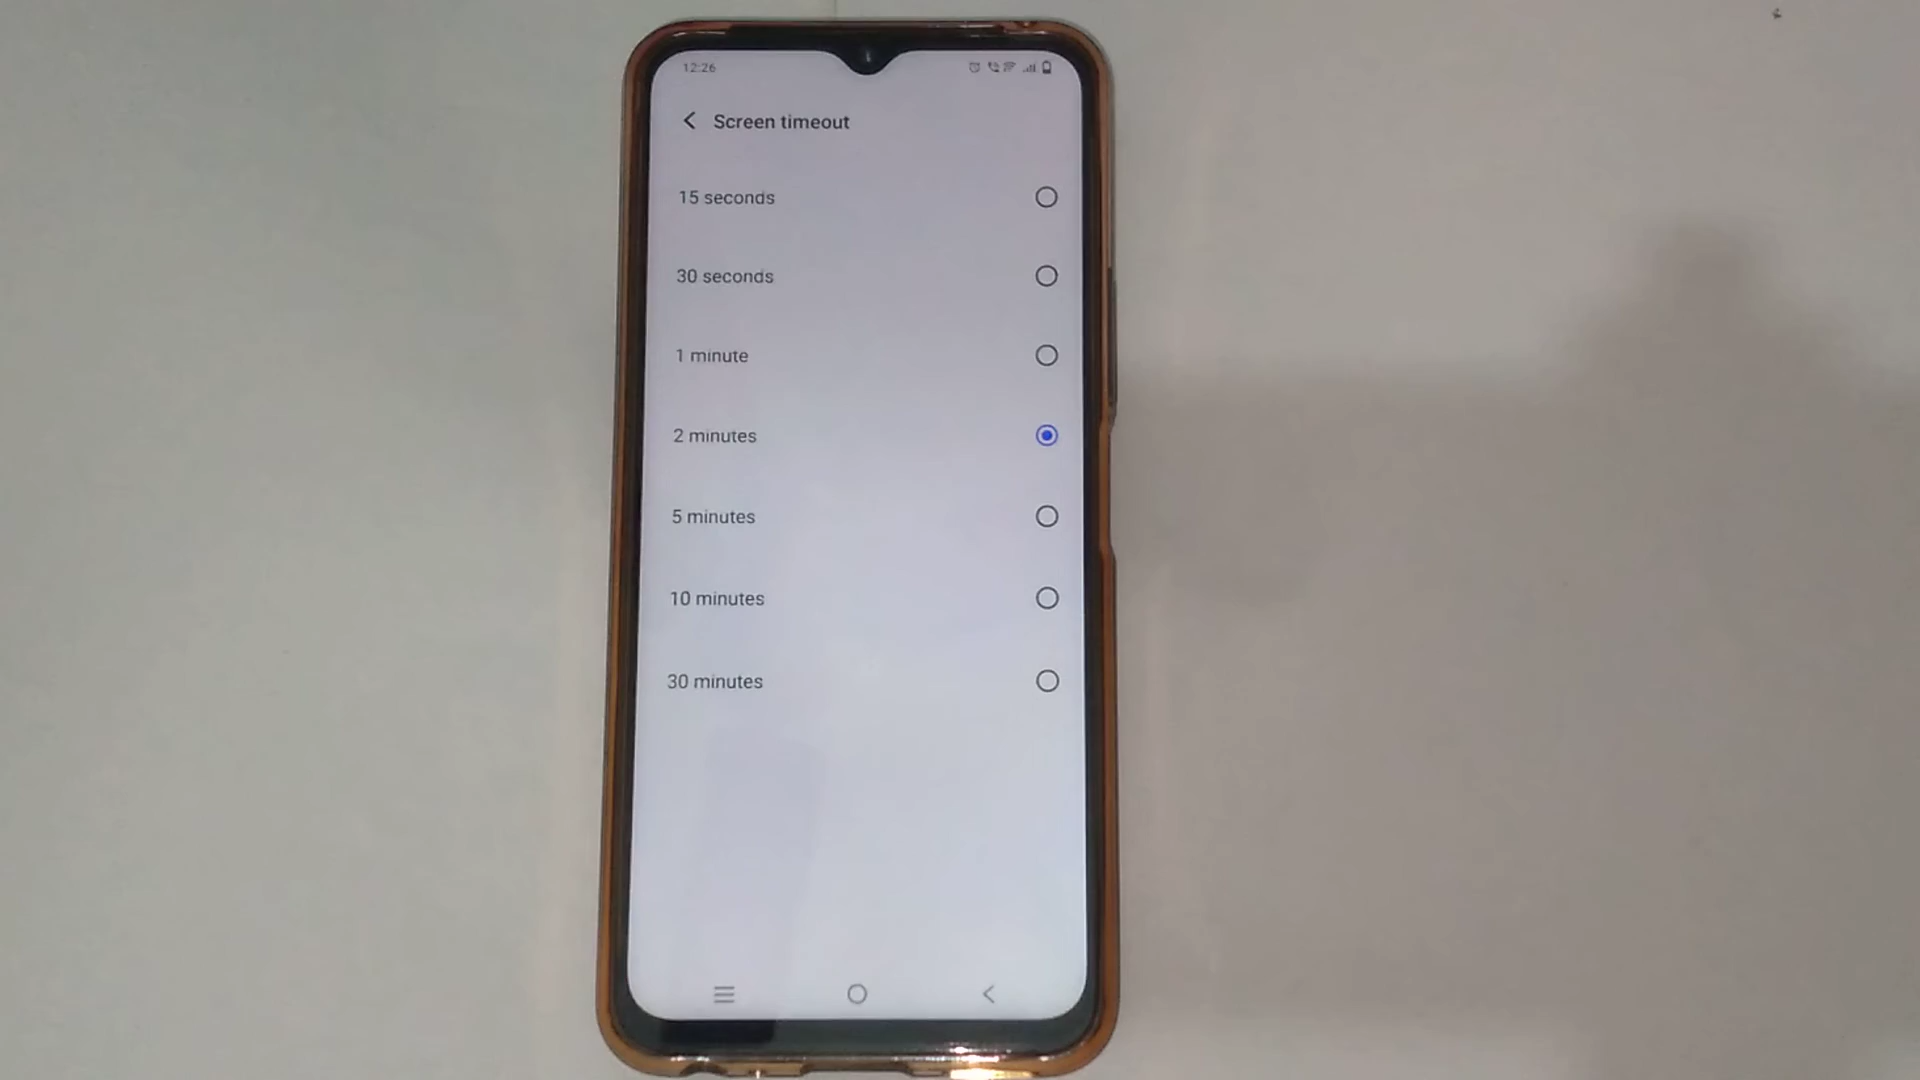 12:26
Screen timeout
15 seconds
30 seconds
1 minute
2 minutes
5 minutes
10 minutes
30 minutes